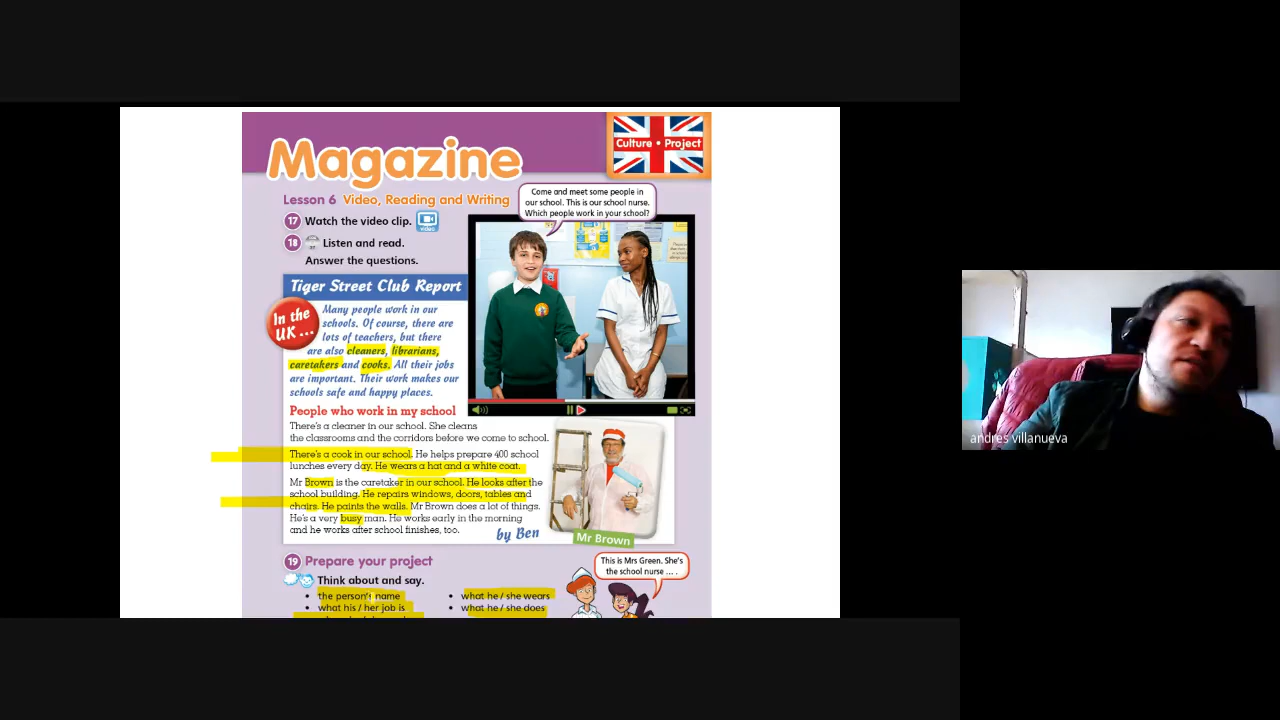 Magazine
Culture • Project
Lesson 6 Video, Reading and Writing
Come and meet some people in
our school. This is our school nurse.
Which people work in your school?
17 Watch the video clip.
video
18 Listen and read.
Answer the questions.
Tiger Street Club Report
In the
UK ...
Many people work in our
schools. Of course, there are
lots of teachers, but there
are also cleaners, librarians,
caretakers and cooks. All their jobs
are important. Their work makes our
schools safe and happy places.
People who work in my school
There's a cleaner in our school. She cleans
the classrooms and the corridors before we come to school.
There's a cook in our school. He helps prepare 400 school
lunches every day. He wears a hat and a white coat.
Mr Brown is the caretaker in our school. He looks after the
school building. He repairs windows, doors, tables and
chairs. He paints the walls. Mr Brown does a lot of things.
He's a very busy man. He works early in the morning
and he works after school finishes, too.
by Ben
Mr Brown
19 Prepare your project
Think about and say.
• the person's name
• what his / her job is
• what he / she wears
• what he / she does
This is Mrs Green. She's
the school nurse ... .
andres villanueva